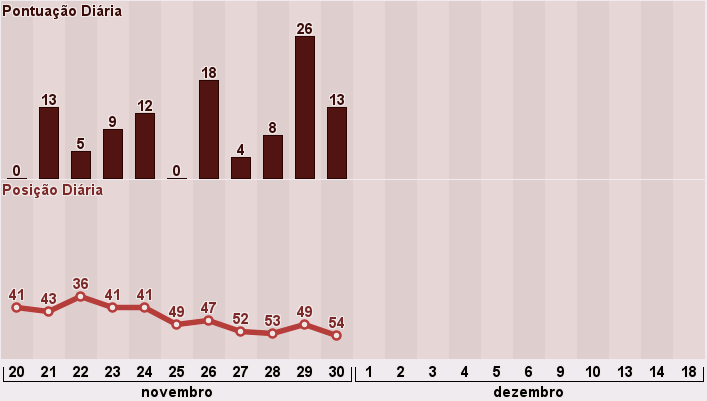 Pontuação Diária
0 13 5 9 12 0 18 4 8 26 13
Posição Diária
41 43 36 41 41 49 47 52 53 49 54
20 21 22 23 24 25 26 27 28 29 30 1 2 3 4 5 6 9 10 13 14 18
novembro dezembro